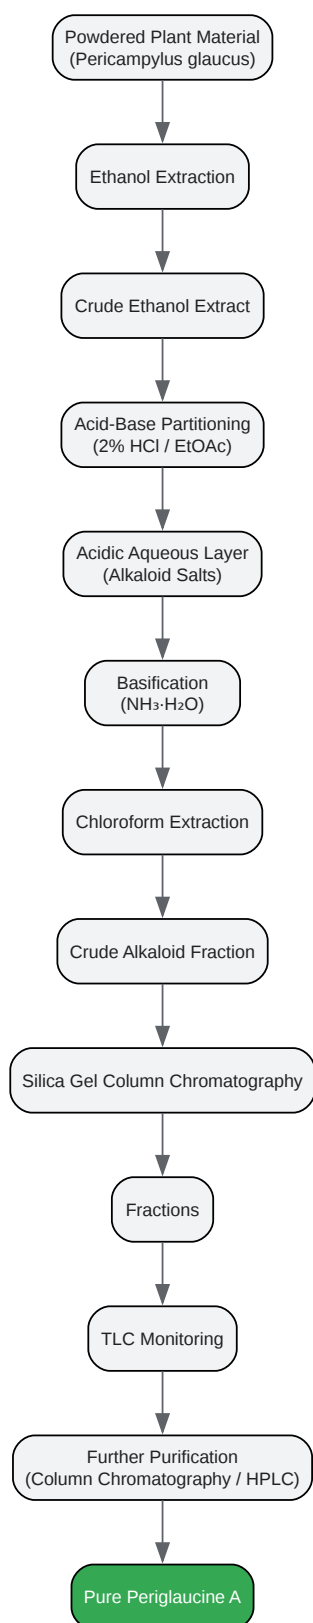 Powdered Plant Material
(Pericampylus glaucus)
Ethanol Extraction
Crude Ethanol Extract
Acid-Base Partitioning
(2% HCl / EtOAc)
Acidic Aqueous Layer
(Alkaloid Salts)
Basification
(NH₃·H₂O)
Chloroform Extraction
Crude Alkaloid Fraction
Silica Gel Column Chromatography
Fractions
TLC Monitoring
Further Purification
(Column Chromatography / HPLC)
Pure Periglaucine A